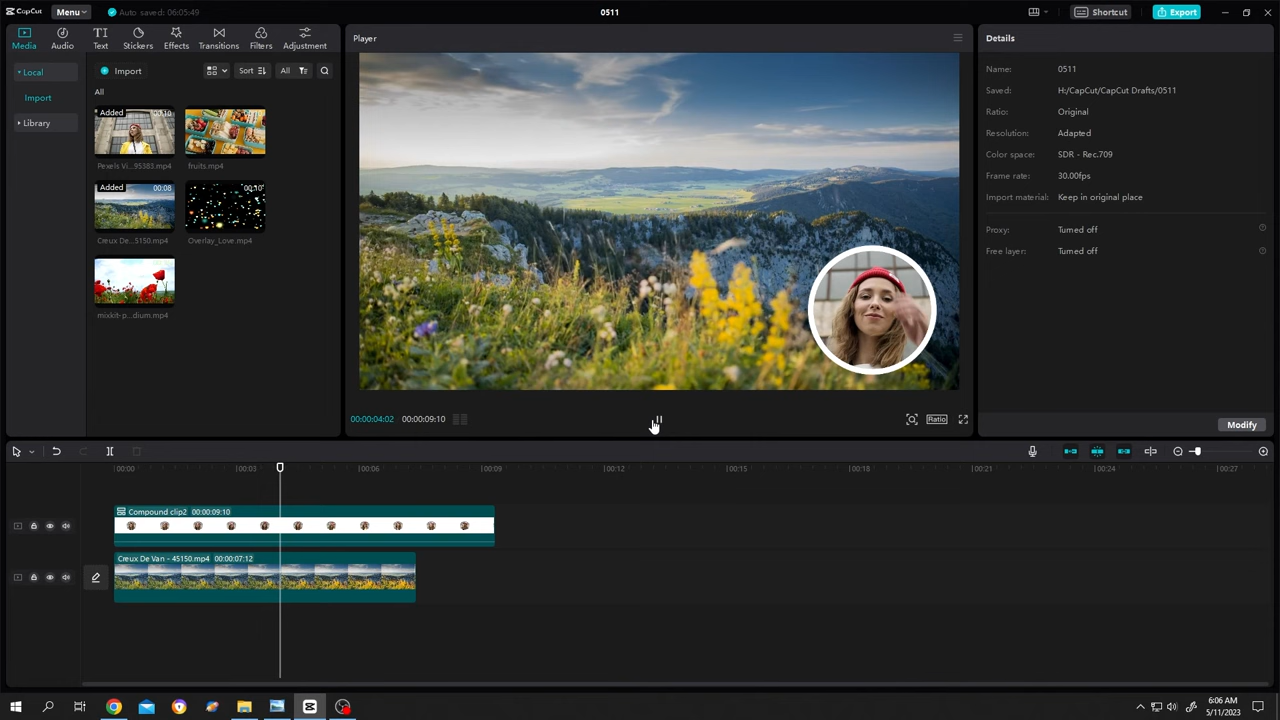 CapCut
Menu
Auto saved: 06:05:49
0511
Shortcut
Export
Media
Audio
Text
Stickers
Effects
Transitions
Filters
Adjustment
Local
Import
Library
Import
Sort
All
All
Added
00:10
Pexels Vi...95383.mp4
fruits.mp4
Added
00:08
Creux De...5150.mp4
00:10
Overlay_Love.mp4
mixkit-p...dium.mp4
Player
00:00:04:02
00:00:09:10
Ratio
Details
Name: 0511
Saved: H:/CapCut/CapCut Drafts/0511
Ratio: Original
Resolution: Adapted
Color space: SDR - Rec.709
Frame rate: 30.00fps
Import material: Keep in original place
Proxy: Turned off
Free layer: Turned off
Modify
00:00
00:03
00:06
00:09
00:12
00:15
00:18
00:21
00:24
00:27
Compound clip2 00:00:09:10
Creux De Van - 45150.mp4 00:00:07:12
6:06 AM
5/11/2023